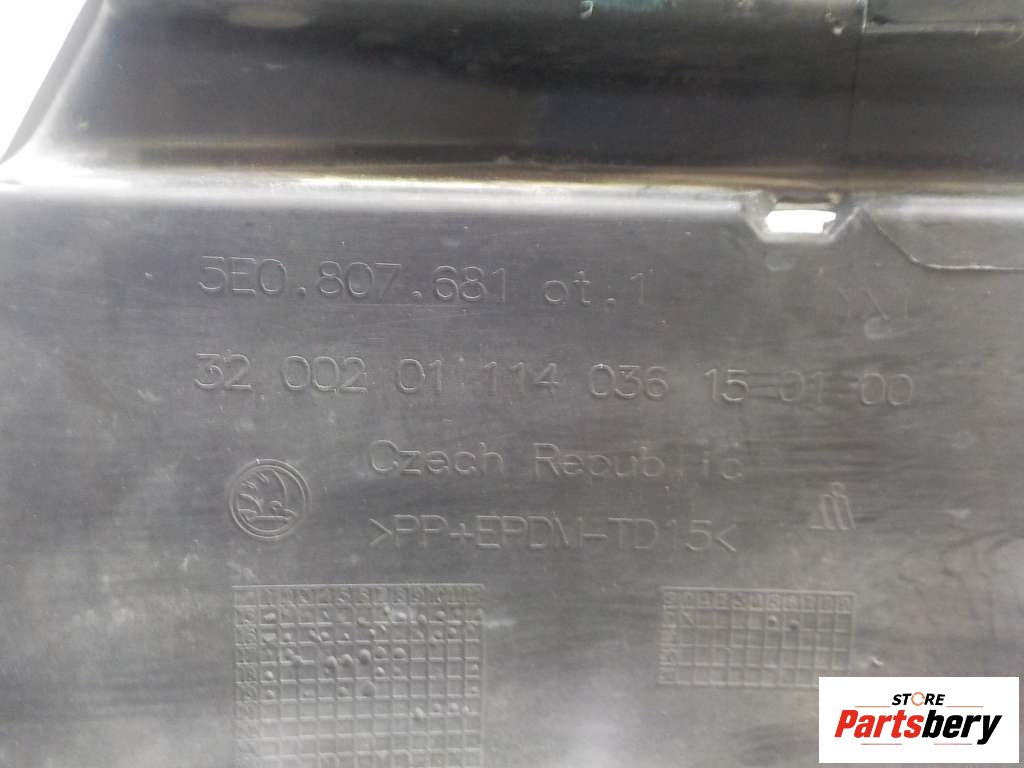 5E0.807.681 ot.1
32 002 01 114 036 15 01 00
Czech Republic
>PP+EPDM-TD15<
STORE
Partsbery